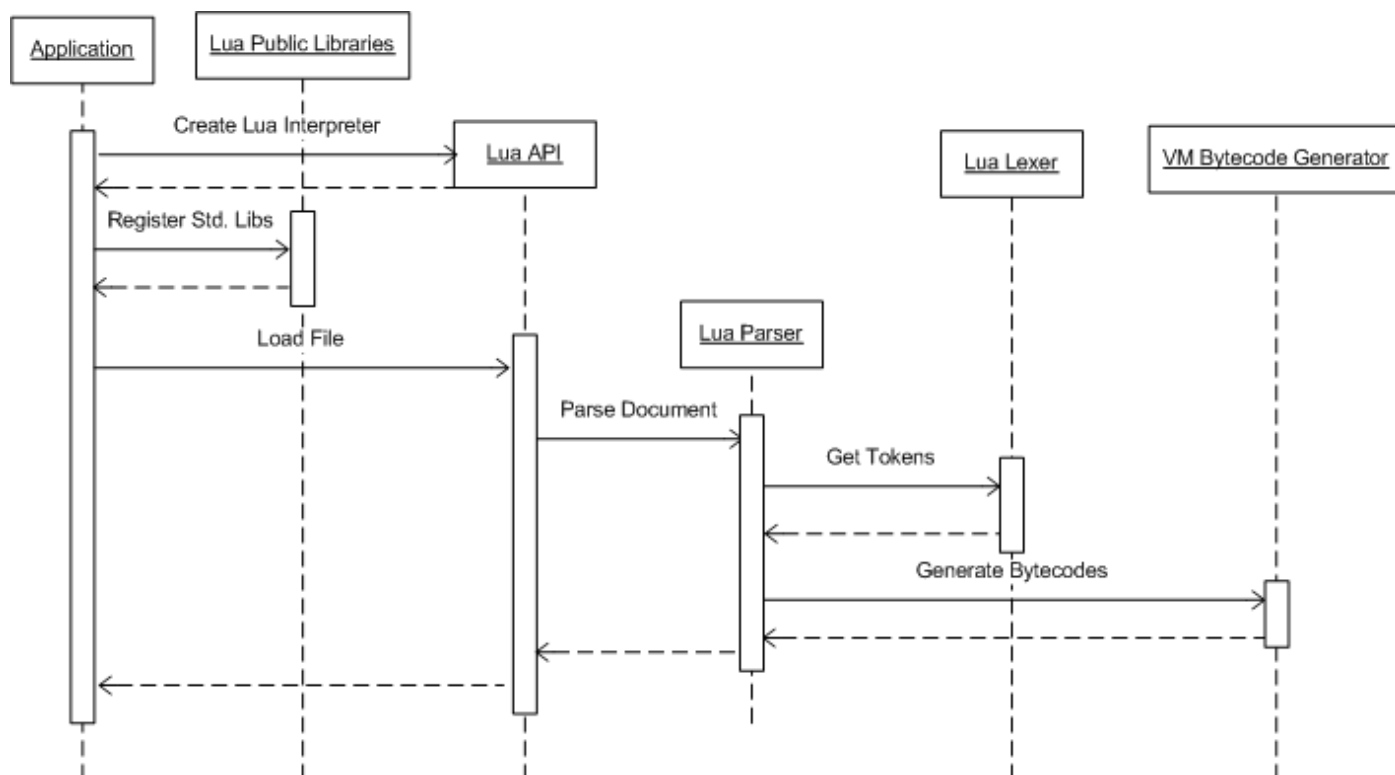 Application
Lua Public Libraries
Create Lua Interpreter
Lua API
Lua Lexer
VM Bytecode Generator
Register Std. Libs
Load File
Lua Parser
Parse Document
Get Tokens
Generate Bytecodes